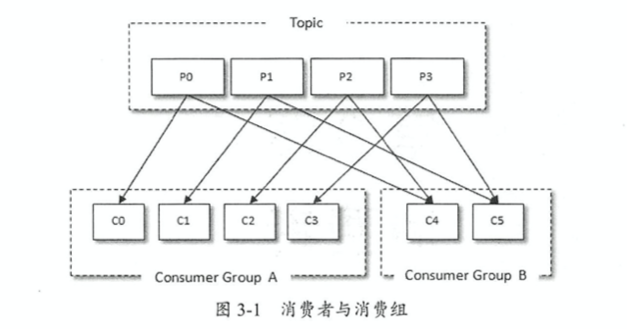 Topic
P0 P1 P2 P3
C0 C1 C2 C3 C4 C5
Consumer Group A Consumer Group B
图 3-1 消费者与消费组